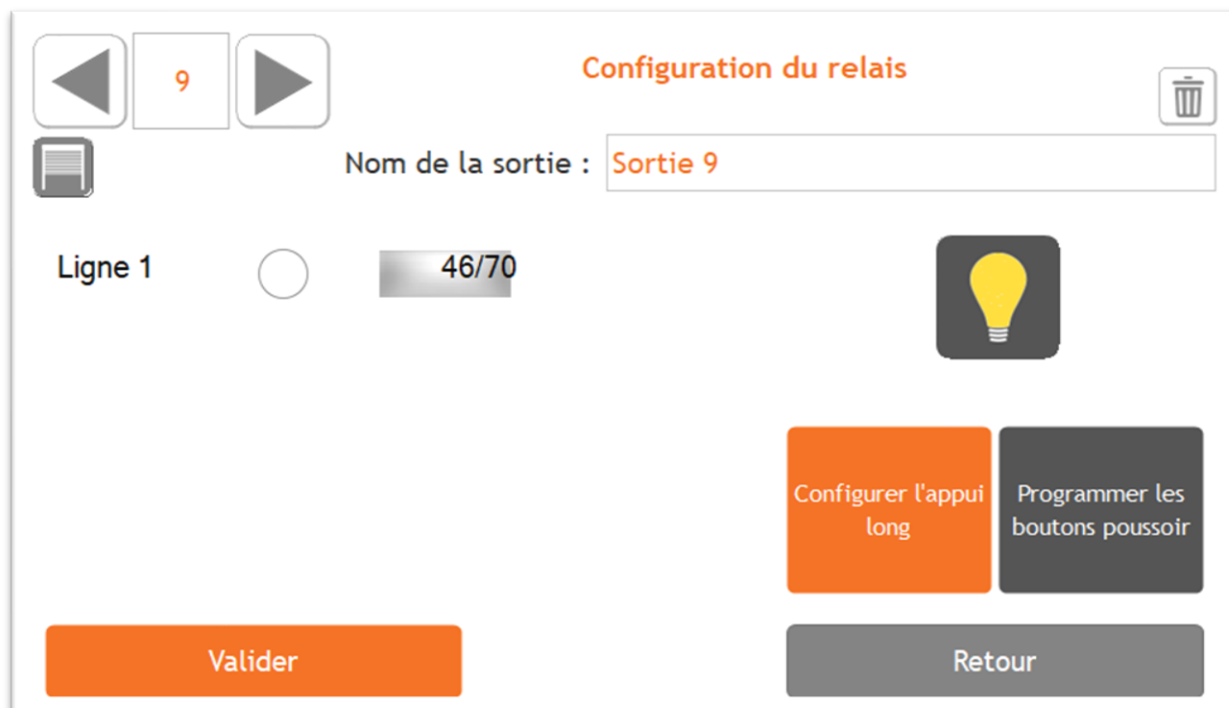 9
Configuration du relais
Nom de la sortie : Sortie 9
Ligne 1
46/70
Configurer l'appui
long
Programmer les
boutons poussoir
Valider
Retour